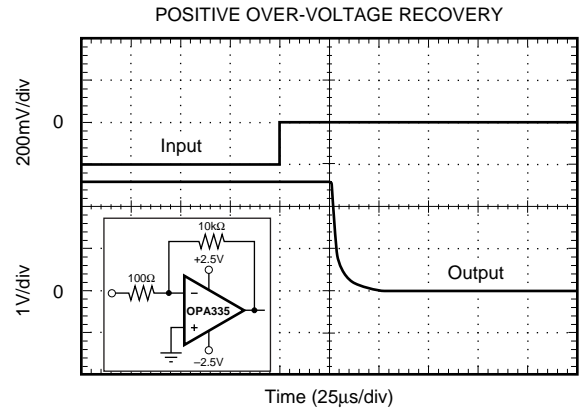 POSITIVE OVER-VOLTAGE RECOVERY
200mV/div
0
Input
10kΩ
+2.5V
100Ω
−
OPA335
+
−2.5V
1V/div
0
Output
Time (25µs/div)